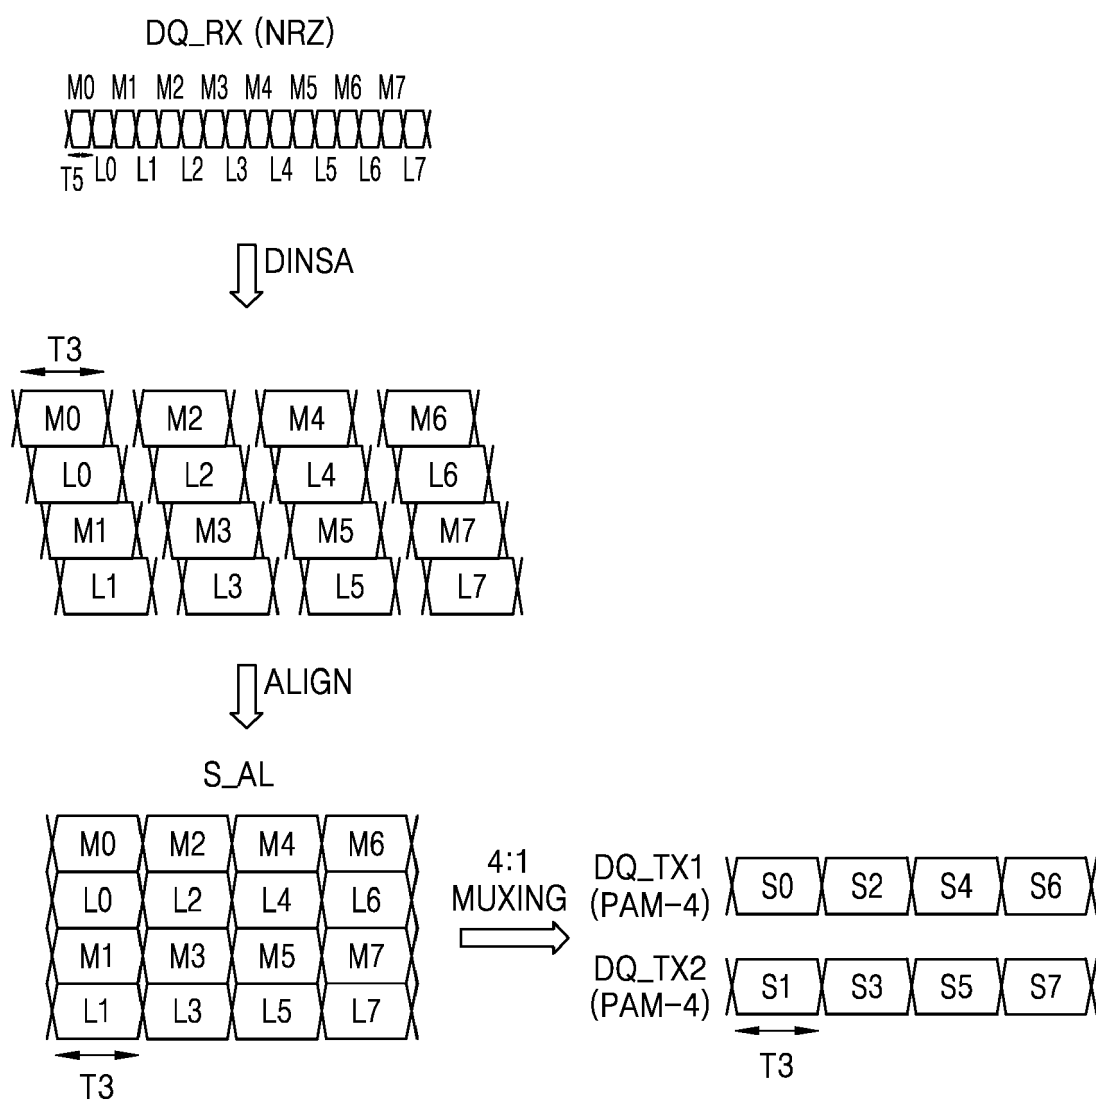 DQ_RX (NRZ)
M0 M1 M2 M3 M4 M5 M6 M7
T5 L0 L1 L2 L3 L4 L5 L6 L7
DINSA
T3
M0 M2 M4 M6
L0 L2 L4 L6
M1 M3 M5 M7
L1 L3 L5 L7
ALIGN
S_AL
M0 M2 M4 M6
L0 L2 L4 L6
M1 M3 M5 M7
L1 L3 L5 L7
T3
4:1
MUXING
DQ_TX1
(PAM-4)
S0 S2 S4 S6
DQ_TX2
(PAM-4)
S1 S3 S5 S7
T3